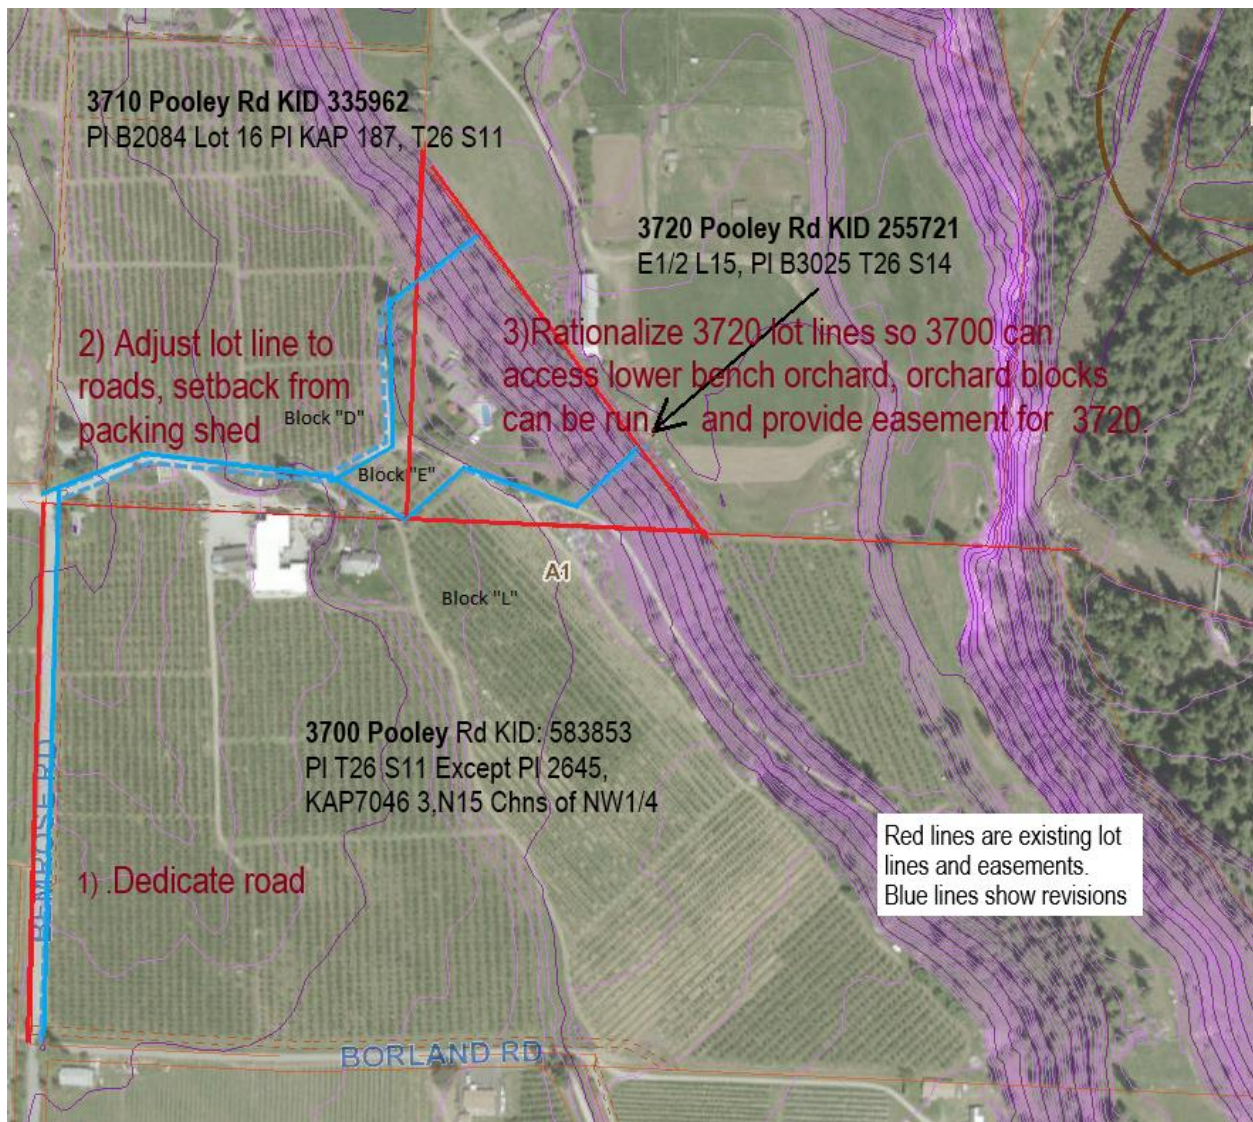 3710 Pooley Rd KID 335962
Pl B2084 Lot 16 Pl KAP 187, T26 S11
3720 Pooley Rd KID 255721
E1/2 L15, Pl B3025 T26 S14
2) Adjust lot line to
roads, setback from
packing shed
Block "D"
3)Rationalize 3720 lot lines so 3700 can
access lower bench orchard, orchard blocks
can be run, and provide easement for 3720.
Block "E"
A1
Block "L"
3700 Pooley Rd KID: 583853
Pl T26 S11 Except Pl 2645,
KAP7046 3,N15 Chns of NW1/4
Red lines are existing lot
lines and easements.
Blue lines show revisions
1) .Dedicate road
BEMROSE RD
BORLAND RD